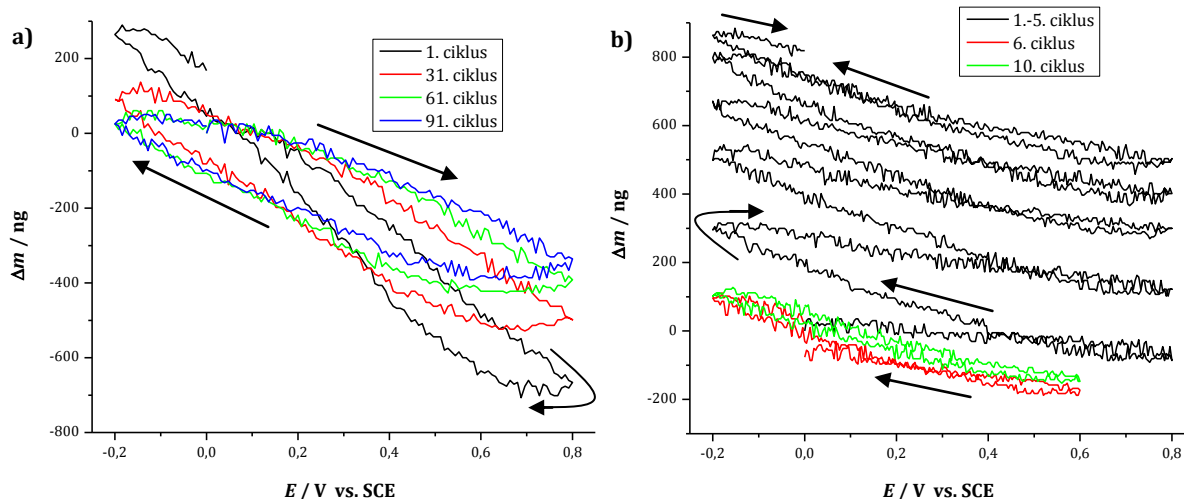 a)
1. ciklus
31. ciklus
61. ciklus
91. ciklus
Δm / ng
200
0
-200
-400
-600
-800
-0,2
0,0
0,2
0,4
0,6
0,8
E / V vs. SCE
b)
1.-5. ciklus
6. ciklus
10. ciklus
Δm / ng
800
600
400
200
0
-200
-0,2
0,0
0,2
0,4
0,6
0,8
E / V vs. SCE